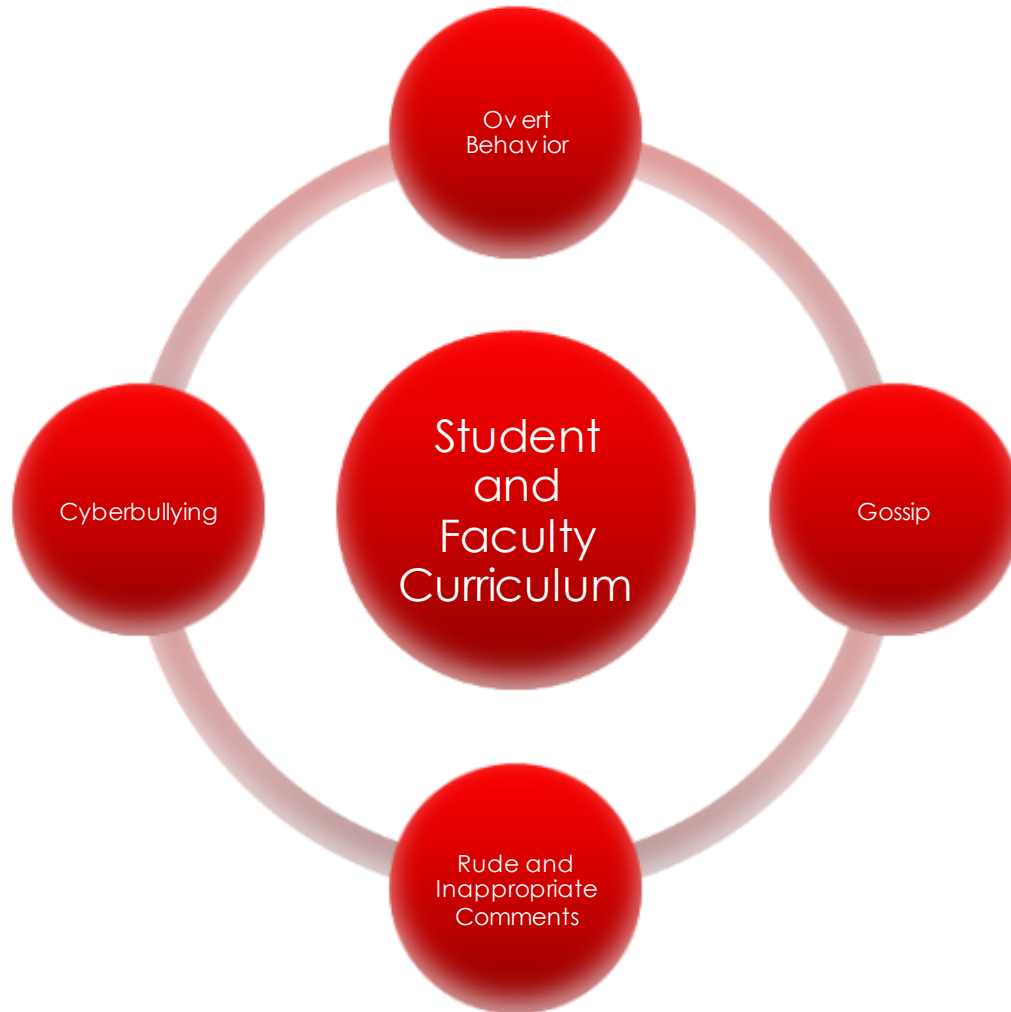 Overt
Behavior
Student
and
Faculty
Curriculum
Cyberbullying
Gossip
Rude and
Inappropriate
Comments